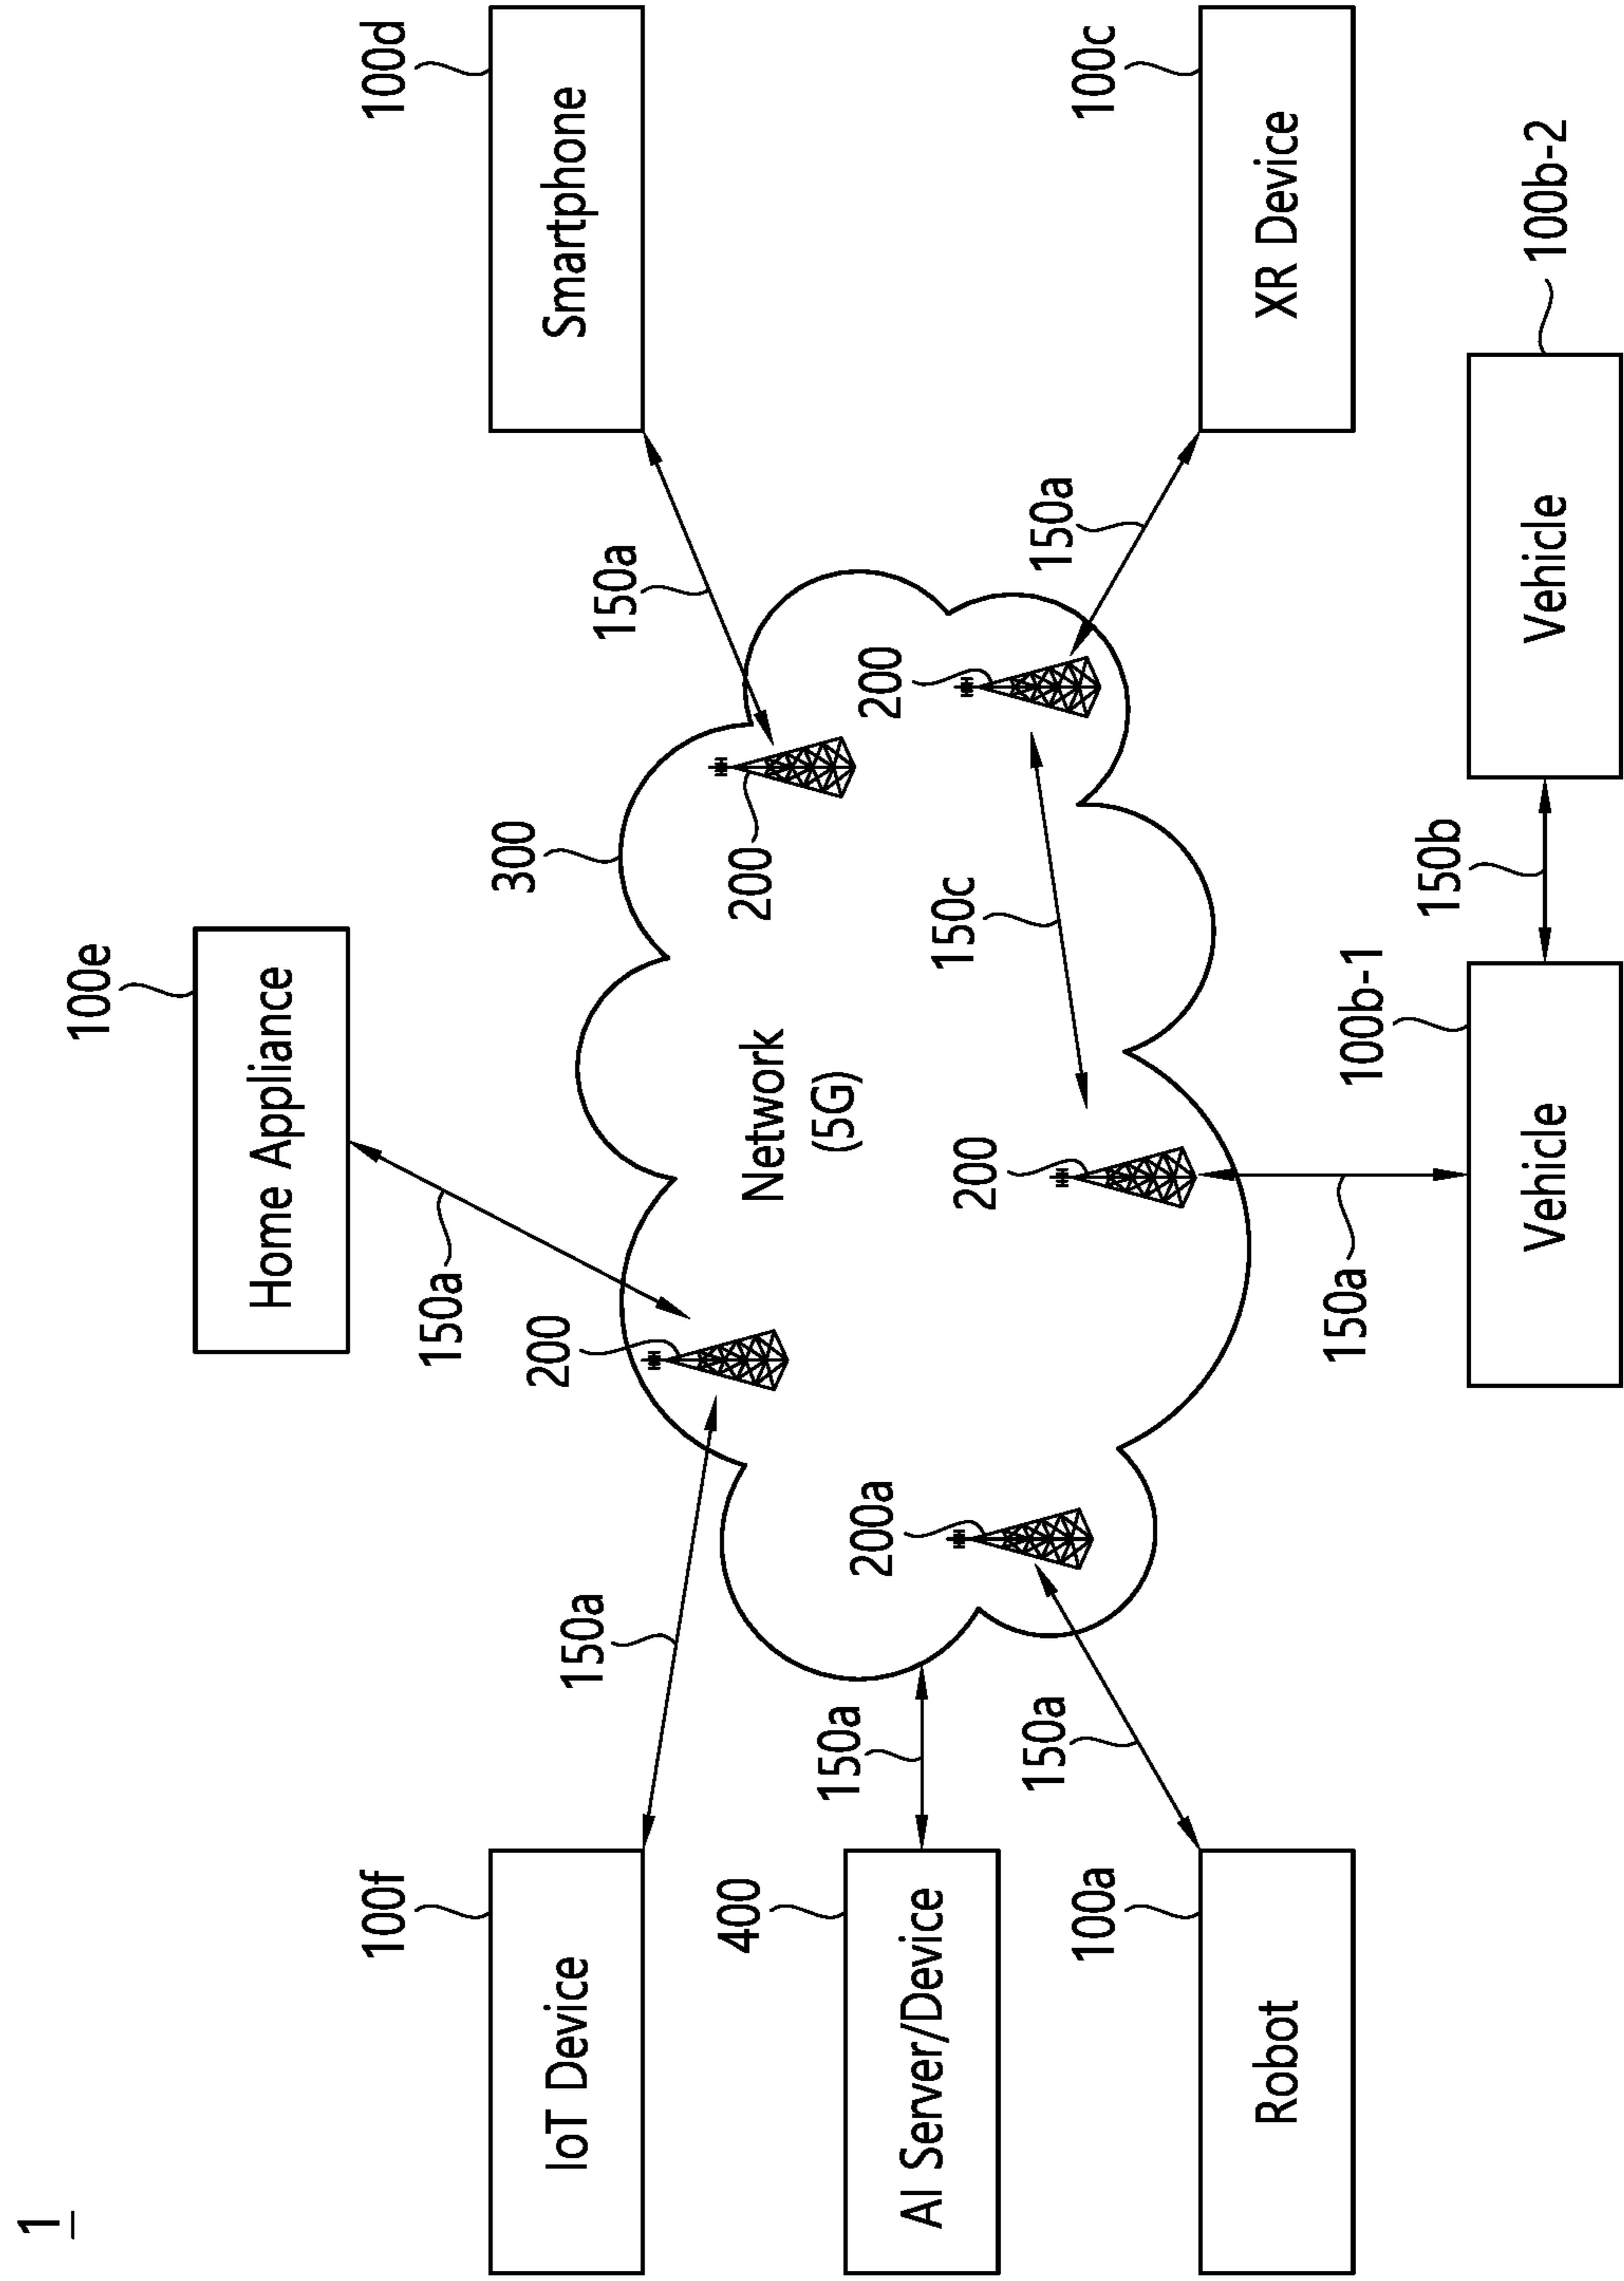 1
100e
Home Appliance
150a
100f
IoT Device
150a
200
300
150a
100d
Smartphone
Network
(5G)
200
400
AI Server/Device
150a
200a
200
150c
200
150a
100a
Robot
150a
100c
XR Device
150a
100b-1
Vehicle
150b
Vehicle
100b-2